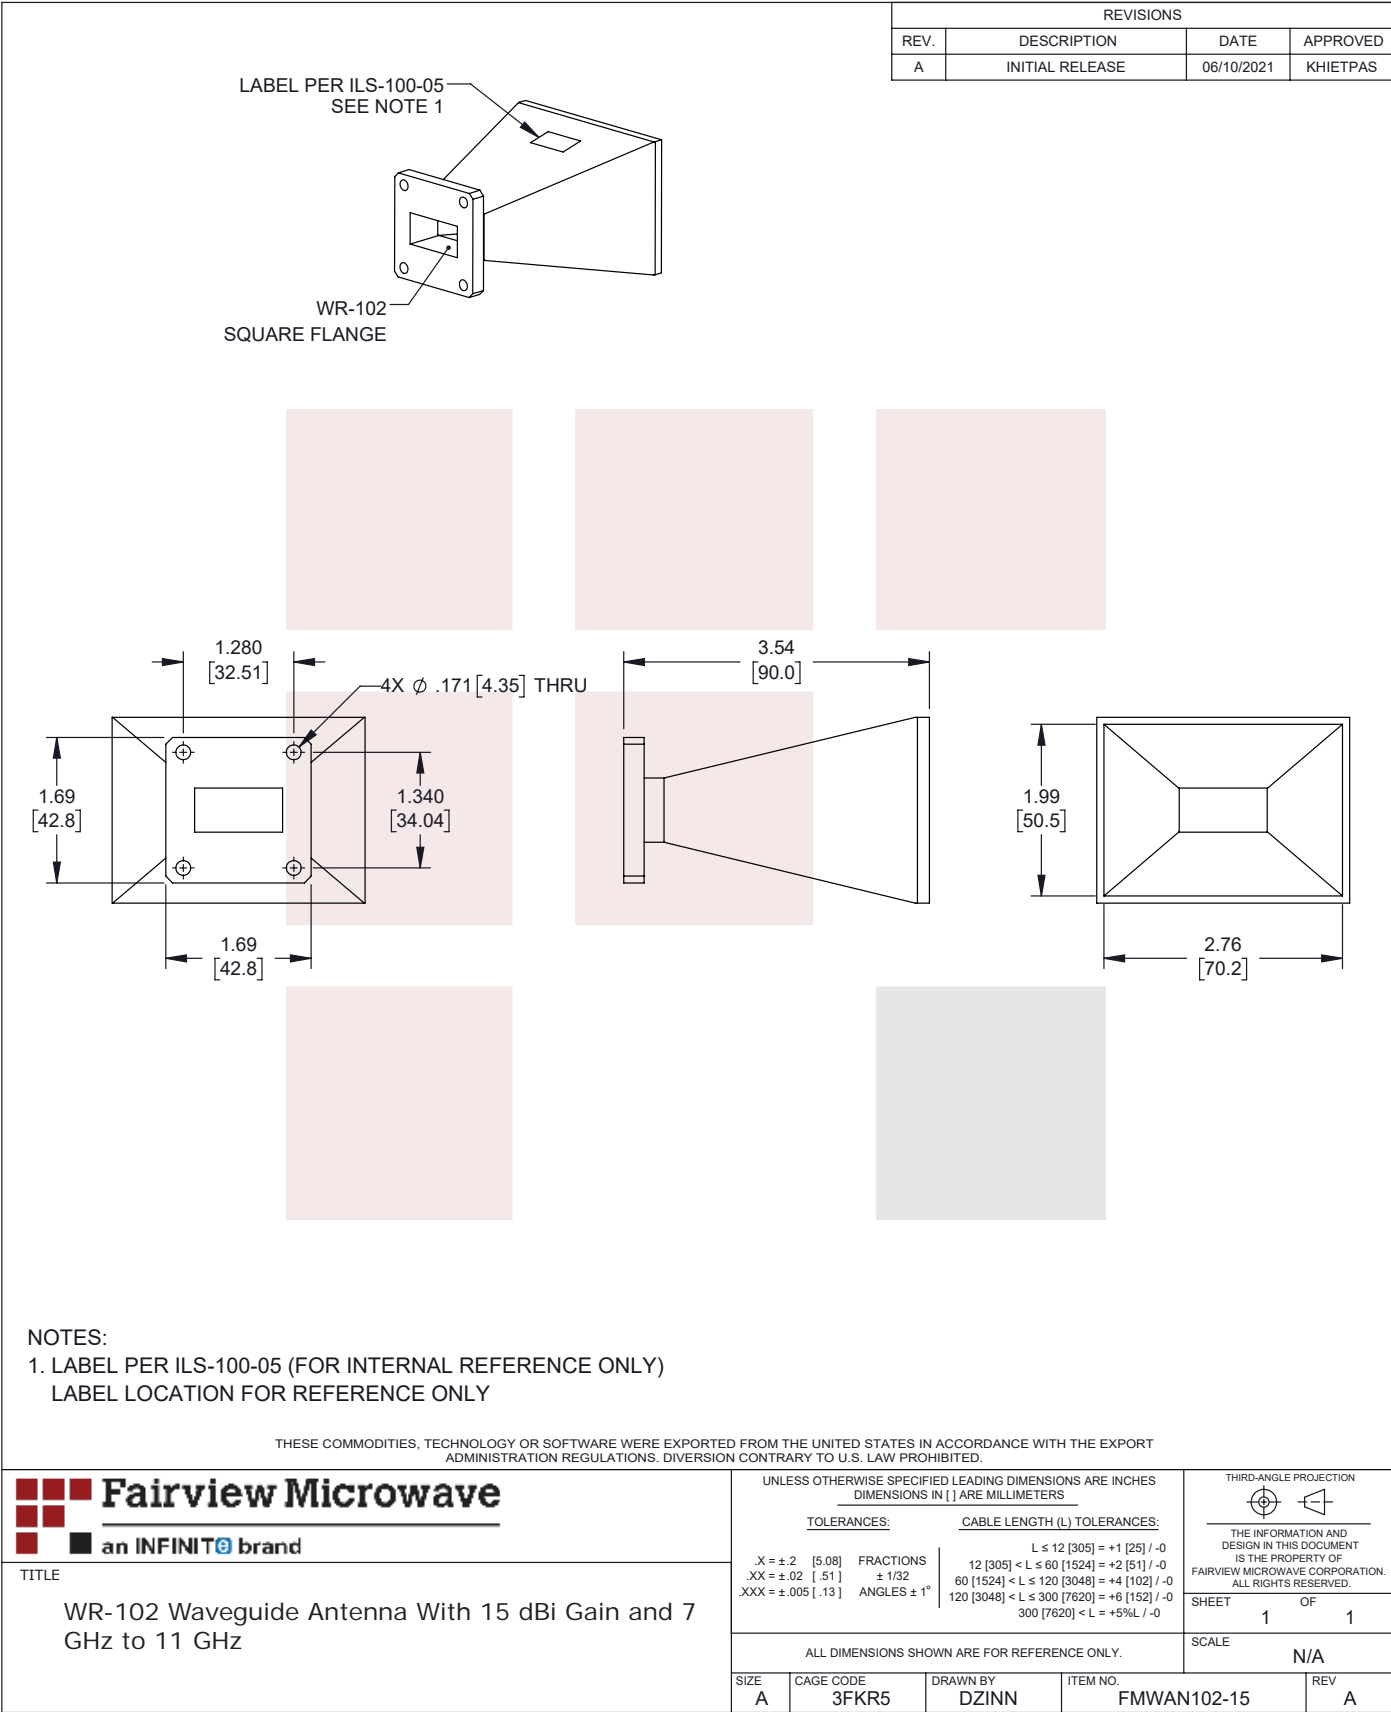 REVISIONS
REV. DESCRIPTION DATE APPROVED
A INITIAL RELEASE 06/10/2021 KHIETPAS
LABEL PER ILS-100-05
SEE NOTE 1
WR-102
SQUARE FLANGE
1.280
[32.51]
4X ⌀ .171 [4.35] THRU
3.54
[90.0]
1.69
[42.8]
1.340
[34.04]
1.99
[50.5]
1.69
[42.8]
2.76
[70.2]
NOTES:
1. LABEL PER ILS-100-05 (FOR INTERNAL REFERENCE ONLY)
LABEL LOCATION FOR REFERENCE ONLY
THESE COMMODITIES, TECHNOLOGY OR SOFTWARE WERE EXPORTED FROM THE UNITED STATES IN ACCORDANCE WITH THE EXPORT
ADMINISTRATION REGULATIONS. DIVERSION CONTRARY TO U.S. LAW PROHIBITED.
Fairview Microwave
an INFINITe brand
TITLE
WR-102 Waveguide Antenna With 15 dBi Gain and 7
GHz to 11 GHz
UNLESS OTHERWISE SPECIFIED LEADING DIMENSIONS ARE INCHES
DIMENSIONS IN [ ] ARE MILLIMETERS
TOLERANCES:
.X = ±.2 [5.08] FRACTIONS
.XX = ±.02 [ .51 ] ± 1/32
.XXX = ±.005 [ .13 ] ANGLES ± 1°
CABLE LENGTH (L) TOLERANCES:
L ≤ 12 [305] = +1 [25] / -0
12 [305] < L ≤ 60 [1524] = +2 [51] / -0
60 [1524] < L ≤ 120 [3048] = +4 [102] / -0
120 [3048] < L ≤ 300 [7620] = +6 [152] / -0
300 [7620] < L = +5%L / -0
ALL DIMENSIONS SHOWN ARE FOR REFERENCE ONLY.
THIRD-ANGLE PROJECTION
THE INFORMATION AND
DESIGN IN THIS DOCUMENT
IS THE PROPERTY OF
FAIRVIEW MICROWAVE CORPORATION.
ALL RIGHTS RESERVED.
SHEET 1 OF 1
SCALE N/A
SIZE A
CAGE CODE 3FKR5
DRAWN BY DZINN
ITEM NO. FMWAN102-15
REV A